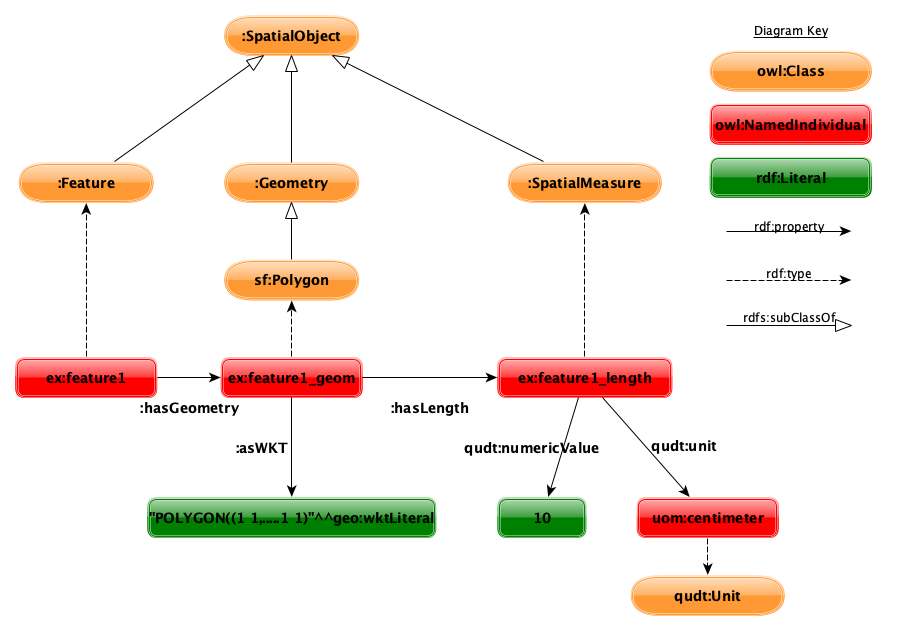 :SpatialObject
Diagram Key
owl:Class
owl:NamedIndividual
rdf:Literal
rdf:property
rdf:type
rdfs:subClassOf
:Feature
:Geometry
:SpatialMeasure
sf:Polygon
ex:feature1
ex:feature1_geom
ex:feature1_length
:hasGeometry
:hasLength
:asWKT
qudt:numericValue
qudt:unit
"POLYGON((1 1,.....1 1)"^^geo:wktLiteral
10
uom:centimeter
qudt:Unit